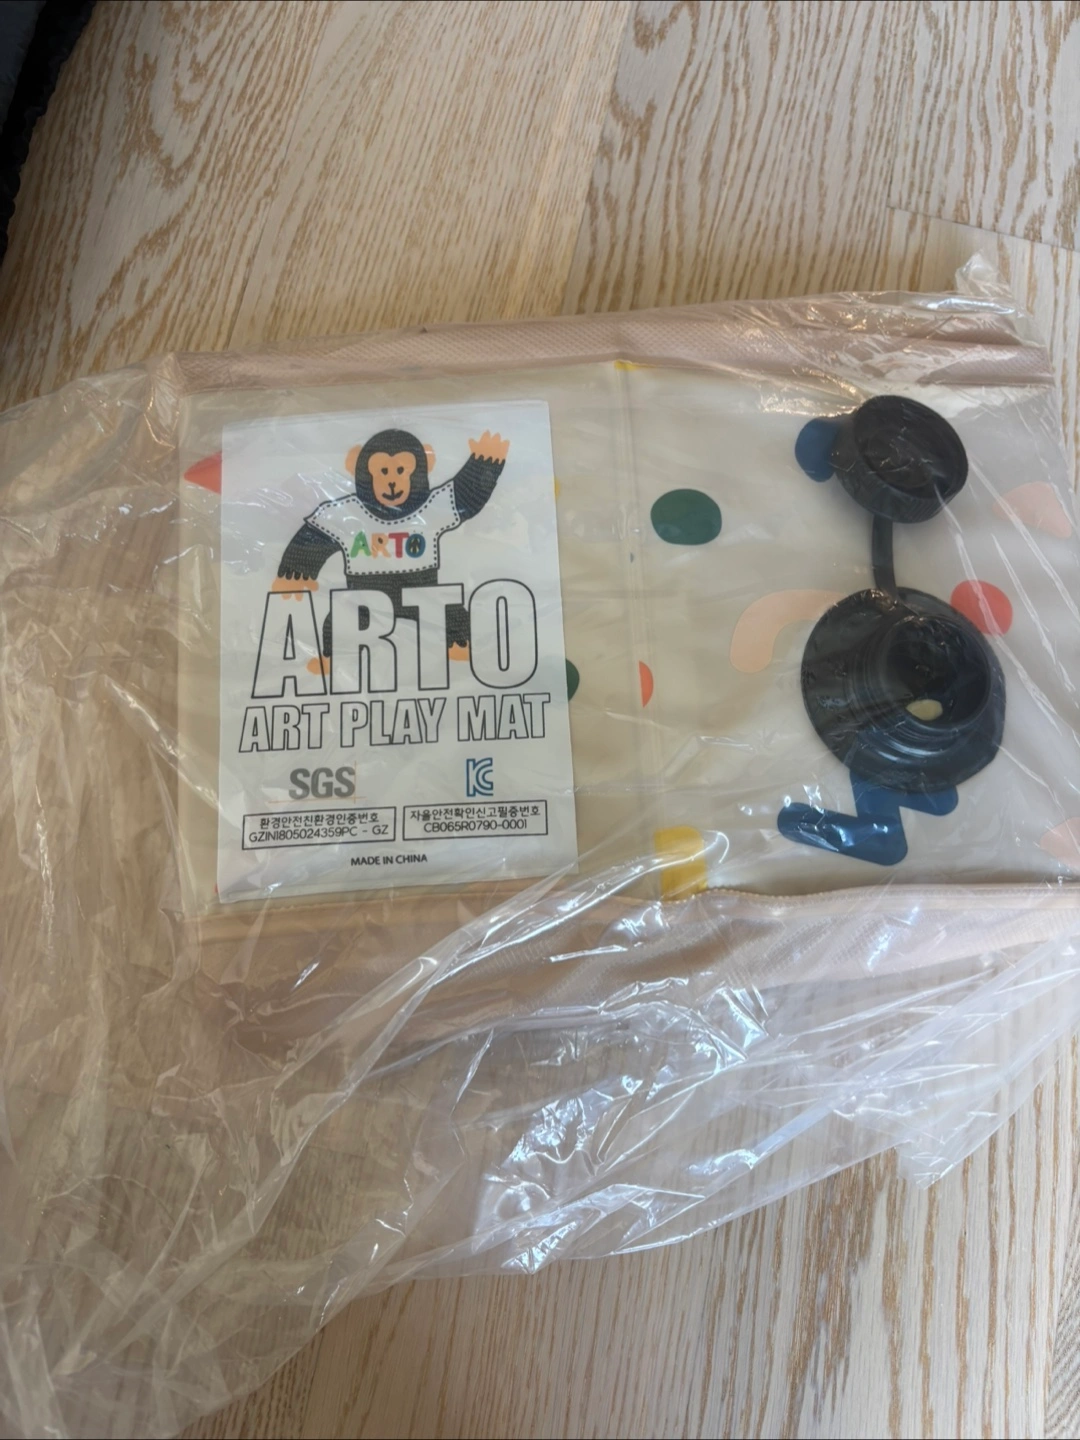 ARTO
ARTO
ART PLAY MAT
SGS
환경안전친환경인증번호
GZIN1805024359PC - GZ
자율안전확인신고필증번호
CB065R0790-0001
MADE IN CHINA